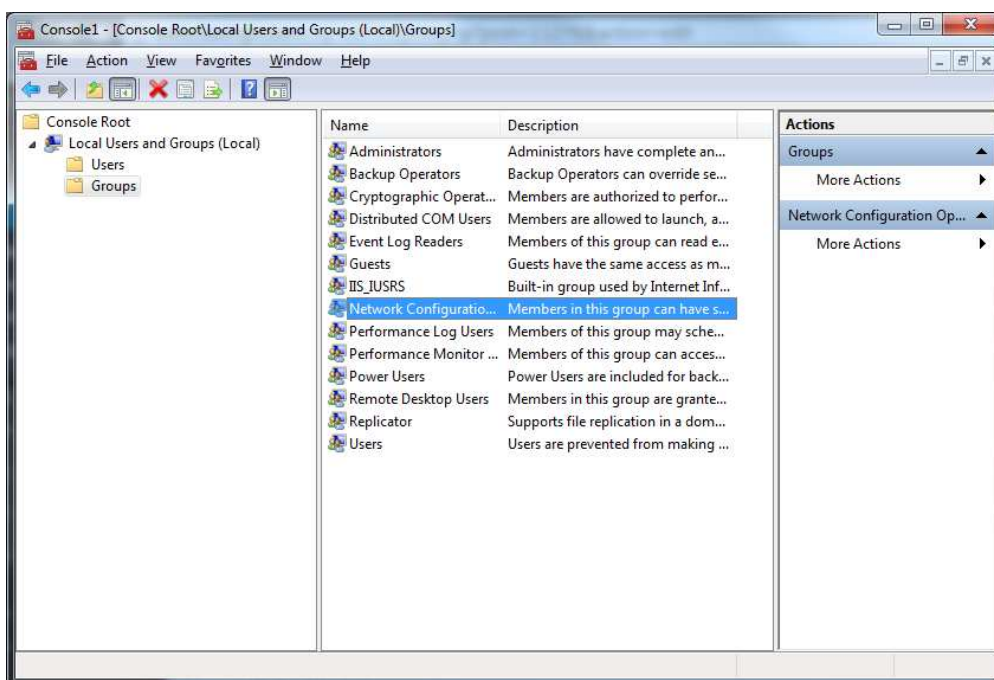 Console1 - [Console Root\Local Users and Groups (Local)\Groups]
File Action View Favorites Window Help
Console Root
Local Users and Groups (Local)
Users
Groups
Name Description
Administrators Administrators have complete an...
Backup Operators Backup Operators can override se...
Cryptographic Operat... Members are authorized to perfor...
Distributed COM Users Members are allowed to launch, a...
Event Log Readers Members of this group can read e...
Guests Guests have the same access as m...
IIS_IUSRS Built-in group used by Internet Inf...
Network Configuratio... Members in this group can have s...
Performance Log Users Members of this group may sche...
Performance Monitor ... Members of this group can acces...
Power Users Power Users are included for back...
Remote Desktop Users Members in this group are grante...
Replicator Supports file replication in a dom...
Users Users are prevented from making ...
Actions
Groups
More Actions
Network Configuration Op...
More Actions